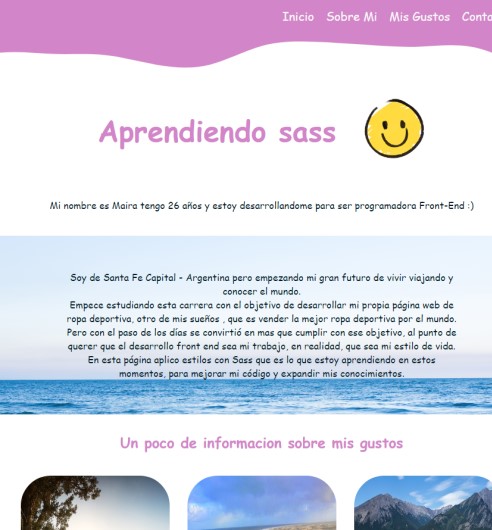 Inicio Sobre Mi Mis Gustos
Aprendiendo sass
Mi nombre es Maira tengo 26 años y estoy desarrollandome para ser programadora Front-End :)
Soy de Santa Fe Capital - Argentina pero empezando mi gran futuro de vivir viajando y
conocer el mundo.
Empece estudiando esta carrera con el objetivo de desarrollar mi propia página web de
ropa deportiva, otro de mis sueños , que es vender la mejor ropa deportiva por el mundo.
Pero con el paso de los días se convirtió en mas que cumplir con ese objetivo, al punto de
querer que el desarrollo front end sea mi trabajo, en realidad, que sea mi estilo de vida.
En esta página aplico estilos con Sass que es lo que estoy aprendiendo en estos
momentos, para mejorar mi código y expandir mis conocimientos.
Un poco de informacion sobre mis gustos